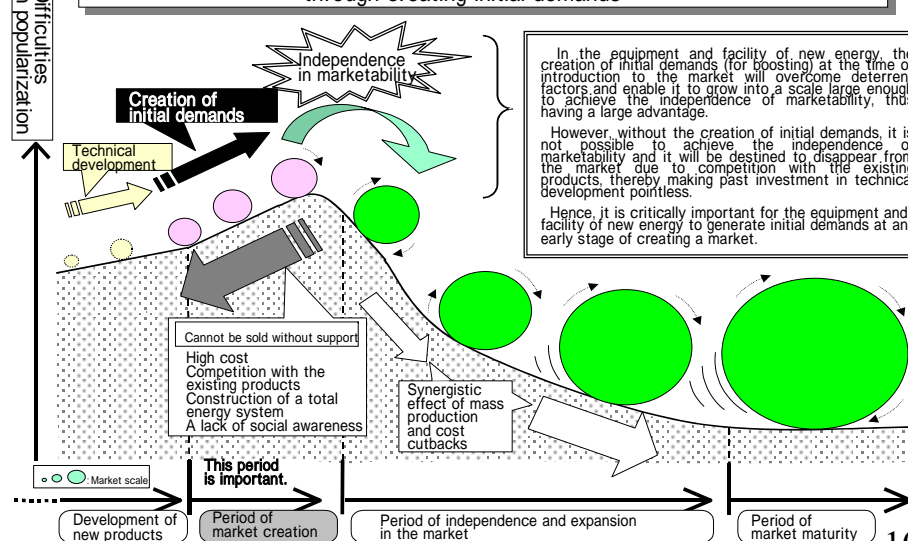 through Creating initial demands
Difficulties
popularization
Independence
in marketability
Creation of
initial demands
Technical
development
In the equipment and facility of new energy, the
creation of initial demands (for boosting) at the time of
introduction to the market will overcome deterrent
factors and enable it to grow into a scale large enough
to achieve the independence of marketability, thus
having a large advantage.
However, without the creation of initial demands, it is
not possible to achieve the independence of
marketability and it will be destined to disappear from
the market due to competition with the existing
products, thereby making past investment in technical
development pointless.
Hence, it is critically important for the equipment and
facility of new energy to generate initial demands at an
early stage of creating a market.
Cannot be sold without support
High cost
Competition with the
existing products
Construction of a total
energy system
A lack of social awareness
Synergistic
effect of mass
production
and cost
cutbacks
: Market scale
This period
is important.
Development of
new products
Period of
market creation
Period of independence and expansion
in the market
Period of
market maturity